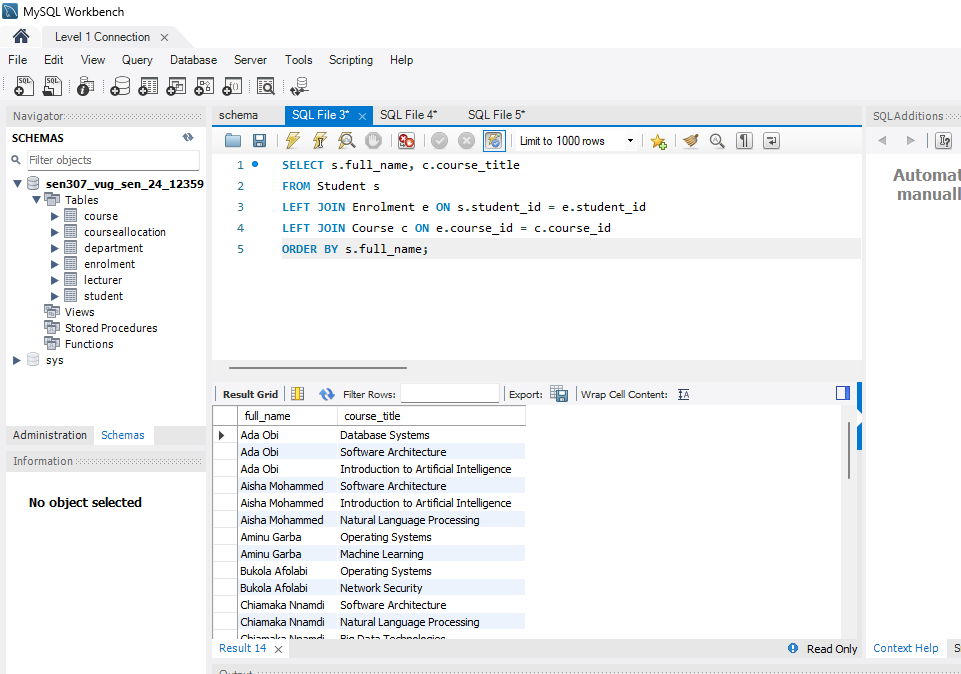 MySQL Workbench
Level 1 Connection
File Edit View Query Database Server Tools Scripting Help
Navigator
SCHEMAS
Filter objects
sen307_vug_sen_24_12359
Tables
course
courseallocation
department
enrolment
lecturer
student
Views
Stored Procedures
Functions
sys
Administration Schemas
Information
No object selected
schema SQL File 3* SQL File 4* SQL File 5*
Limit to 1000 rows
1 SELECT s.full_name, c.course_title
2 FROM Student s
3 LEFT JOIN Enrolment e ON s.student_id = e.student_id
4 LEFT JOIN Course c ON e.course_id = c.course_id
5 ORDER BY s.full_name;
Result Grid Filter Rows: Export: Wrap Cell Content:
full_name course_title
Ada Obi Database Systems
Ada Obi Software Architecture
Ada Obi Introduction to Artificial Intelligence
Aisha Mohammed Software Architecture
Aisha Mohammed Introduction to Artificial Intelligence
Aisha Mohammed Natural Language Processing
Aminu Garba Operating Systems
Aminu Garba Machine Learning
Bukola Afolabi Operating Systems
Bukola Afolabi Network Security
Chiamaka Nnamdi Software Architecture
Chiamaka Nnamdi Natural Language Processing
Chiamaka Nnamdi Big Data Technologies
Result 14
Read Only
Output
SQLAdditions
Automat
manuall
Context Help S